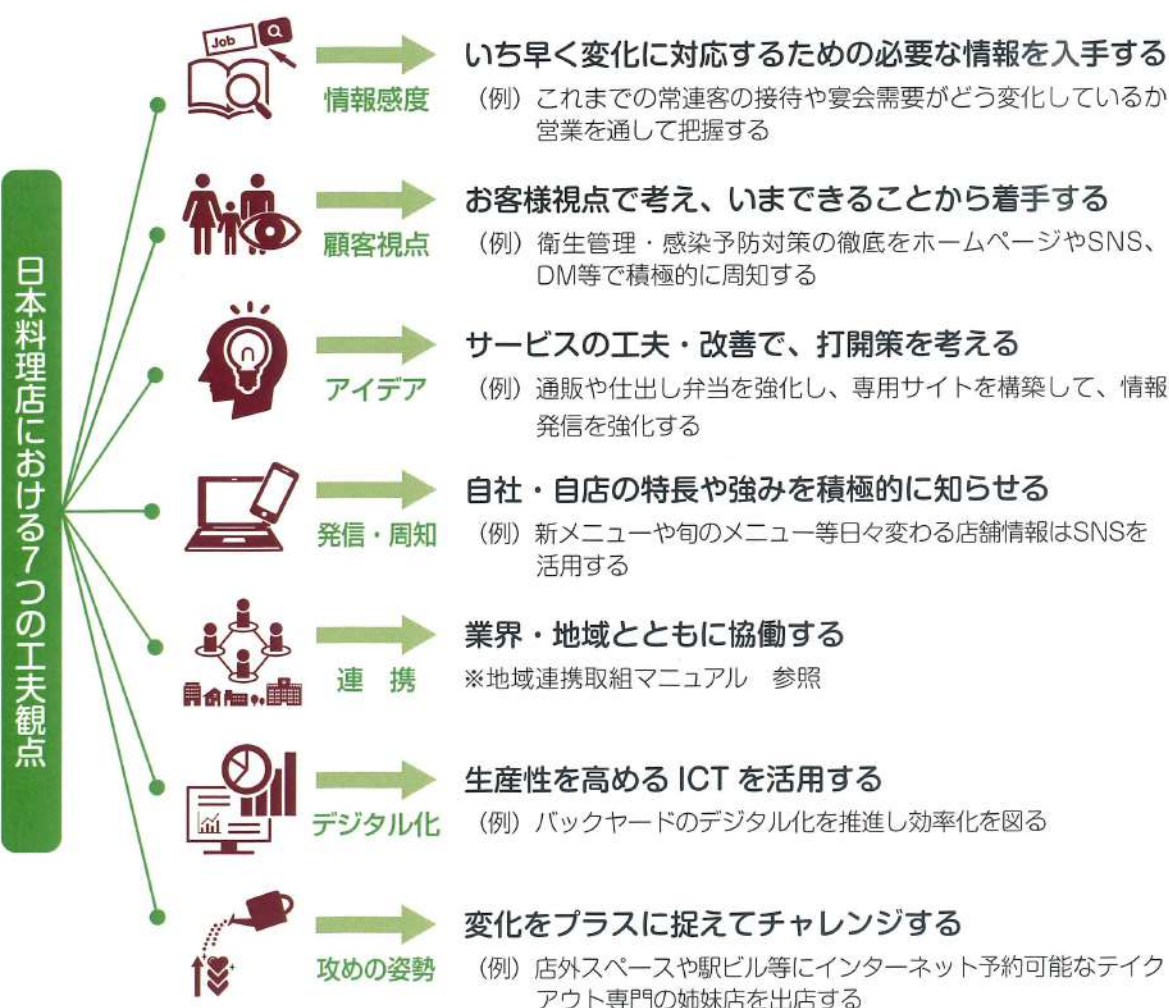 日本料理店における7つの工夫観点
Job
情報感度
いち早く変化に対応するための必要な情報を入手する
（例）これまでの常連客の接待や宴会需要がどう変化しているか
営業を通して把握する
顧客視点
お客様視点で考え、いまできることから着手する
（例）衛生管理・感染予防対策の徹底をホームページやSNS、
DM等で積極的に周知する
アイデア
サービスの工夫・改善で、打開策を考える
（例）通販や仕出し弁当を強化し、専用サイトを構築して、情報
発信を強化する
発信・周知
自社・自店の特長や強みを積極的に知らせる
（例）新メニューや旬のメニュー等日々変わる店舗情報はSNSを
活用する
連　携
業界・地域とともに協働する
※地域連携取組マニュアル　参照
デジタル化
生産性を高める ICT を活用する
（例）バックヤードのデジタル化を推進し効率化を図る
攻めの姿勢
変化をプラスに捉えてチャレンジする
（例）店外スペースや駅ビル等にインターネット予約可能なテイク
アウト専門の姉妹店を出店する